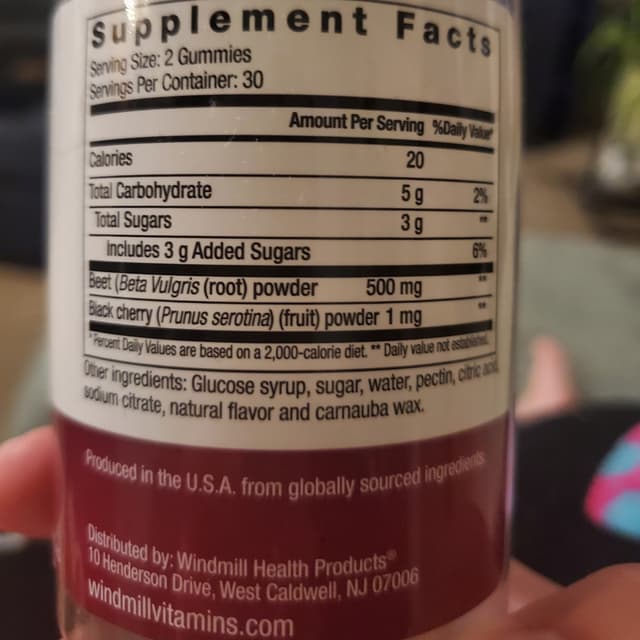 Supplement Facts
Serving Size: 2 Gummies
Servings Per Container: 30
Amount Per Serving %Daily Value*
Calories 20
Total Carbohydrate 5 g 2%
Total Sugars 3 g **
Includes 3 g Added Sugars 6%
Beet (Beta Vulgris (root) powder 500 mg **
Black cherry (Prunus serotina) (fruit) powder 1 mg **
* Percent Daily Values are based on a 2,000-calorie diet. ** Daily value not established.
Other ingredients: Glucose syrup, sugar, water, pectin, citric acid,
sodium citrate, natural flavor and carnauba wax.
Produced in the U.S.A. from globally sourced ingredients.
Distributed by: Windmill Health Products®
10 Henderson Drive, West Caldwell, NJ 07006
windmillvitamins.com